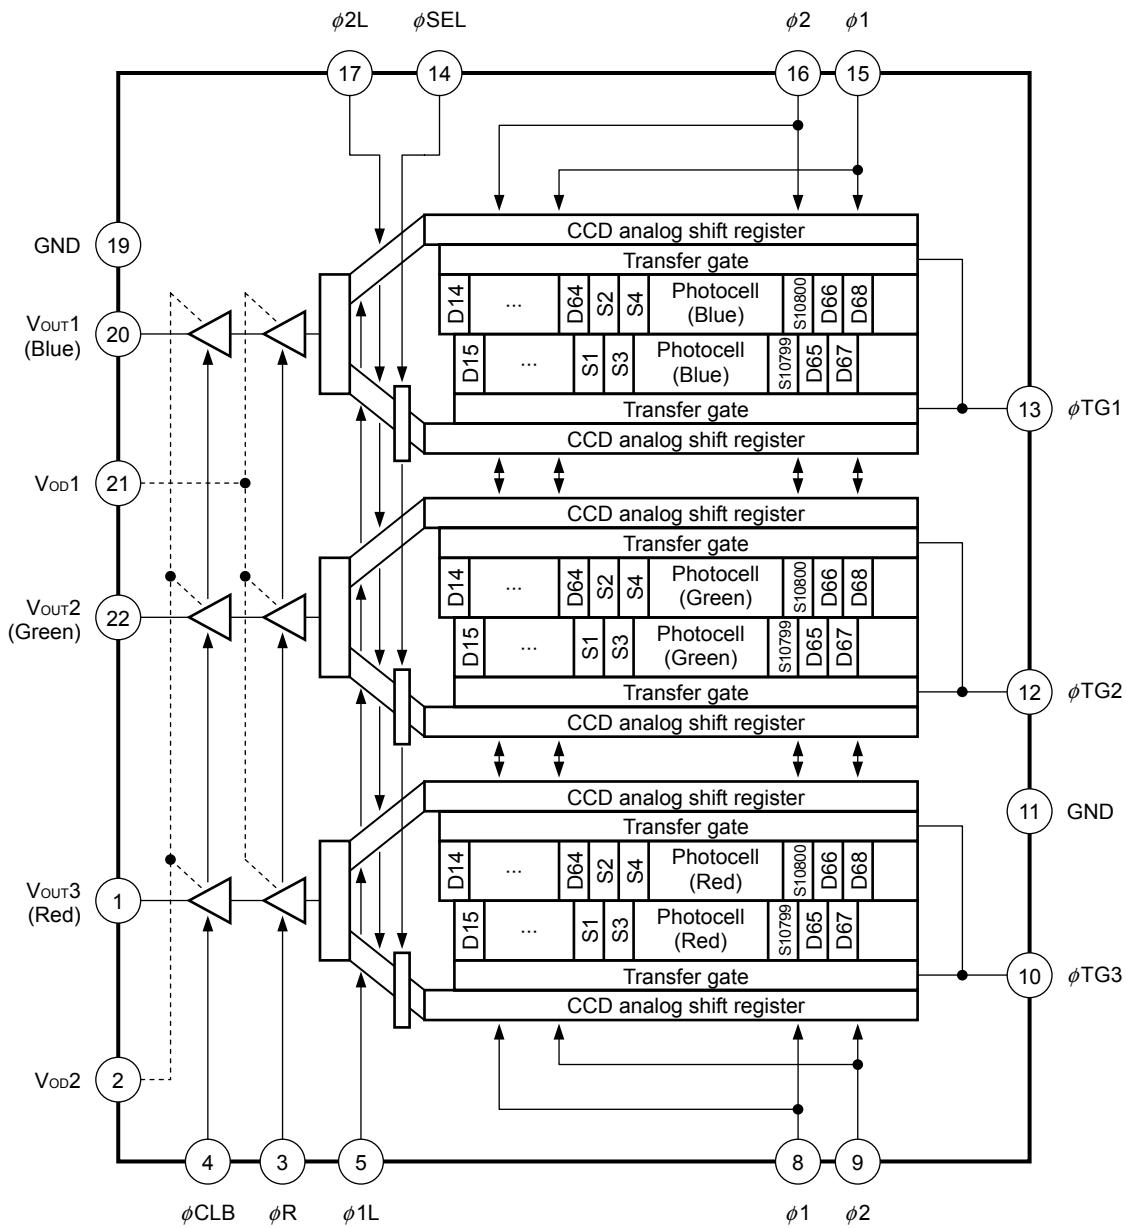 ϕ2L
ϕSEL
ϕ2
ϕ1
17
14
16
15
GND
19
CCD analog shift register
Transfer gate
D14
...
D64
S2
S4
Photocell
(Blue)
S10800
D66
D68
VOUT1
(Blue)
20
D15
...
S1
S3
Photocell
(Blue)
S10799
D65
D67
Transfer gate
13
ϕTG1
CCD analog shift register
VOD1
21
CCD analog shift register
Transfer gate
D14
...
D64
S2
S4
Photocell
(Green)
S10800
D66
D68
VOUT2
(Green)
22
D15
...
S1
S3
Photocell
(Green)
S10799
D65
D67
Transfer gate
12
ϕTG2
CCD analog shift register
CCD analog shift register
11
GND
Transfer gate
D14
...
D64
S2
S4
Photocell
(Red)
S10800
D66
D68
VOUT3
(Red)
1
D15
...
S1
S3
Photocell
(Red)
S10799
D65
D67
Transfer gate
10
ϕTG3
CCD analog shift register
VOD2
2
4
3
5
8
9
ϕCLB
ϕR
ϕ1L
ϕ1
ϕ2